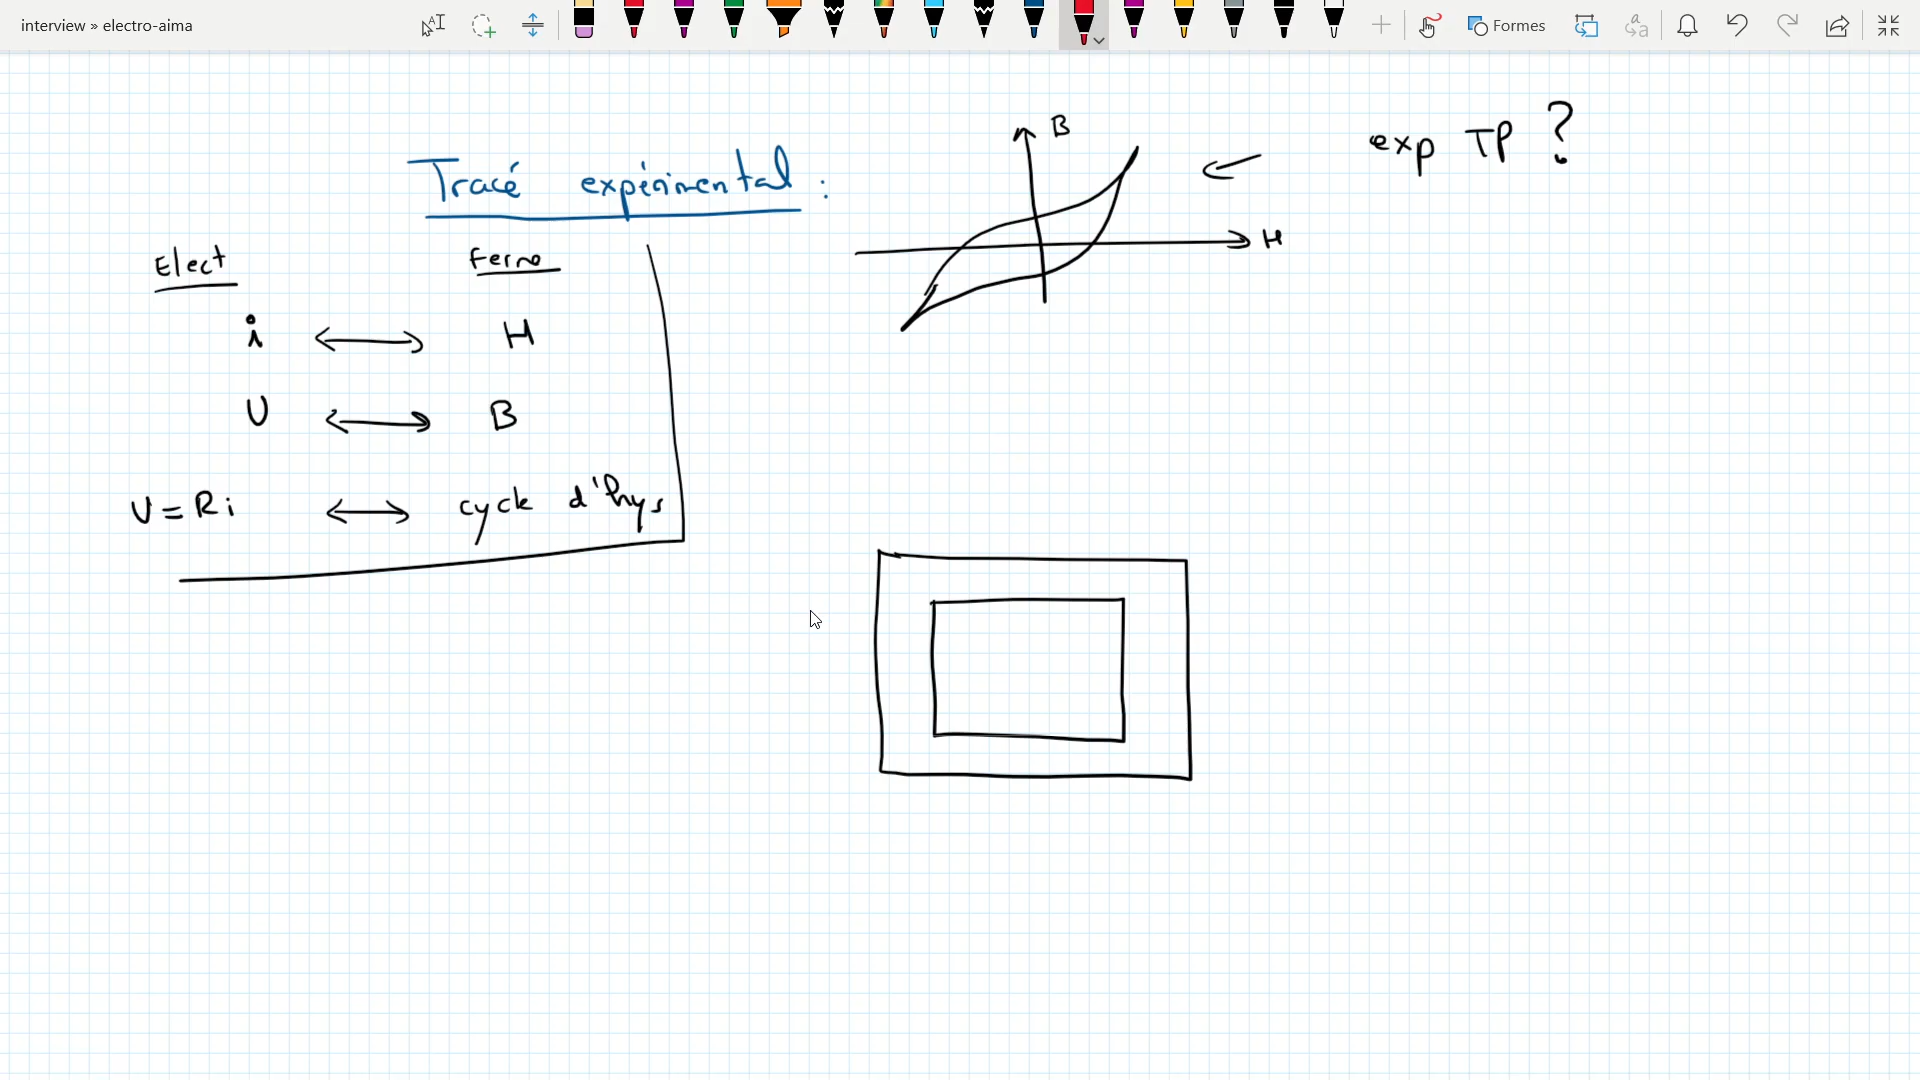 interview » electro-aima
Formes
Tracé expérimental :
B
H
exp TP ?
Elect
Ferro
i ⟷ H
U ⟷ B
U = Ri ⟷ cycle d'hys